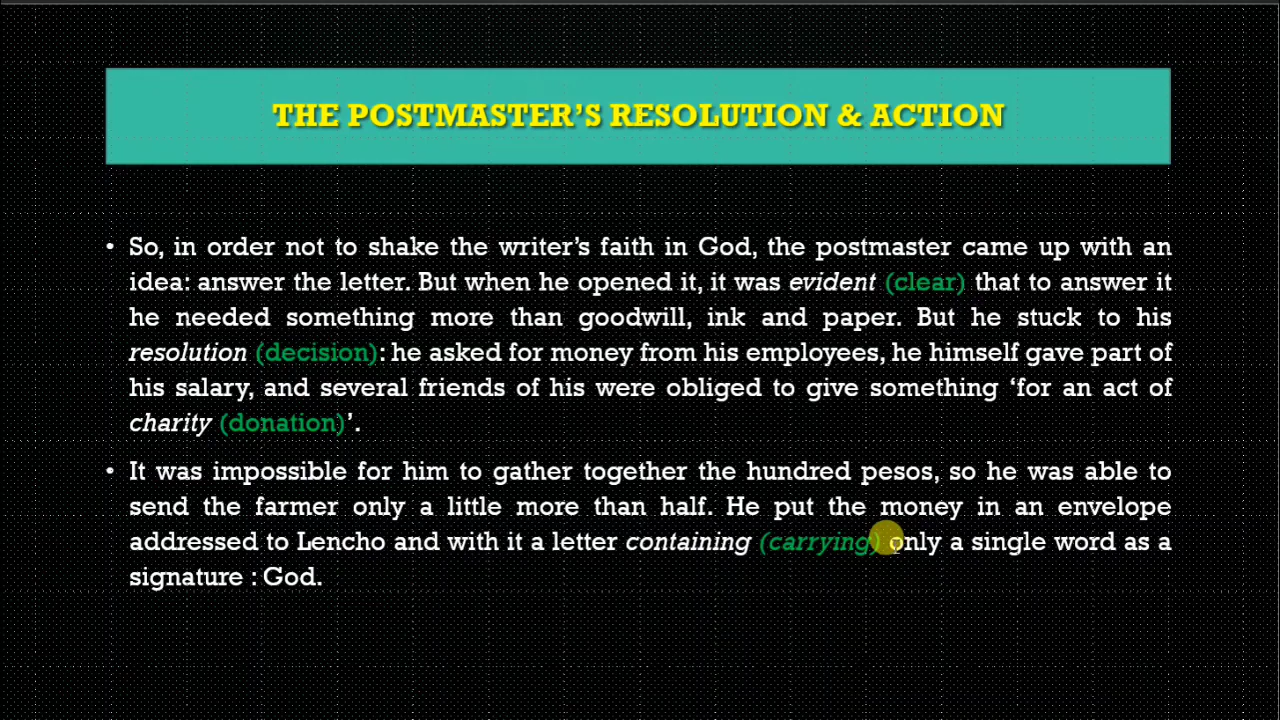 THE POSTMASTER'S RESOLUTION & ACTION
• So, in order not to shake the writer's faith in God, the postmaster came up with an
idea: answer the letter. But when he opened it, it was evident (clear) that to answer it
he needed something more than goodwill, ink and paper. But he stuck to his
resolution (decision): he asked for money from his employees, he himself gave part of
his salary, and several friends of his were obliged to give something ‘for an act of
charity (donation)’.
• It was impossible for him to gather together the hundred pesos, so he was able to
send the farmer only a little more than half. He put the money in an envelope
addressed to Lencho and with it a letter containing (carrying) only a single word as a
signature : God.